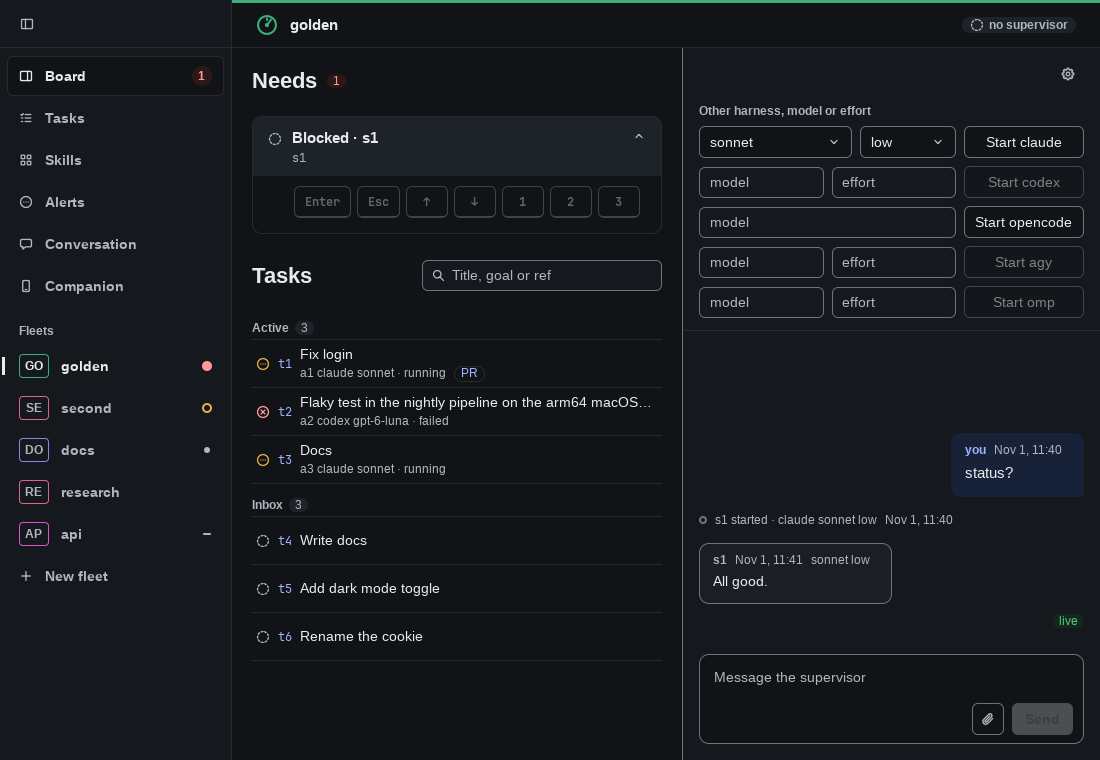 golden
no supervisor
Board
1
Tasks
Skills
Alerts
Conversation
Companion
Fleets
GO golden
SE second
DO docs
RE research
AP api
New fleet
Needs 1
Blocked · s1
s1
Enter Esc ↑ ↓ 1 2 3
Tasks
Title, goal or ref
Active 3
t1 Fix login
a1 claude sonnet · running PR
t2 Flaky test in the nightly pipeline on the arm64 macOS…
a2 codex gpt-6-luna · failed
t3 Docs
a3 claude sonnet · running
Inbox 3
t4 Write docs
t5 Add dark mode toggle
t6 Rename the cookie
Other harness, model or effort
sonnet low Start claude
model effort Start codex
model Start opencode
model effort Start agy
model effort Start omp
you Nov 1, 11:40
status?
s1 started · claude sonnet low Nov 1, 11:40
s1 Nov 1, 11:41 sonnet low
All good.
live
Message the supervisor
Send